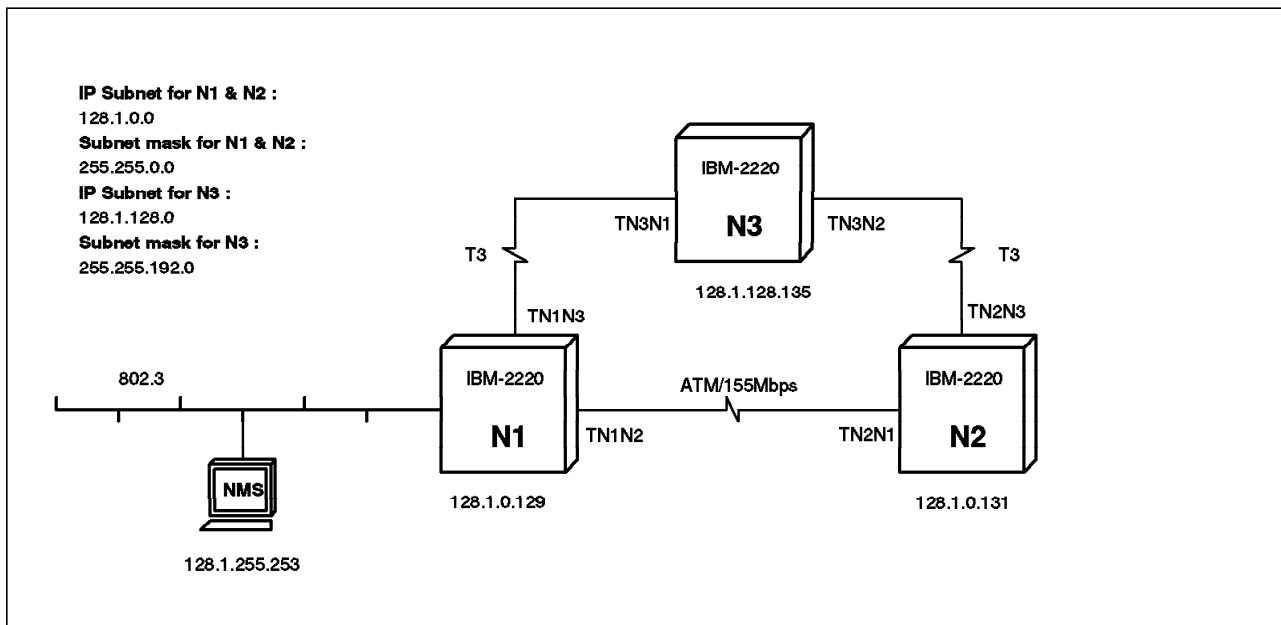 IP Subnet for N1 & N2 :
128.1.0.0
Subnet mask for N1 & N2 :
255.255.0.0
IP Subnet for N3 :
128.1.128.0
Subnet mask for N3 :
255.255.192.0
IBM-2220
N3
TN3N1
TN3N2
T3
T3
128.1.128.135
TN1N3
TN2N3
802.3
IBM-2220
N1
ATM/155Mbps
IBM-2220
N2
TN1N2
TN2N1
NMS
128.1.0.129
128.1.0.131
128.1.255.253